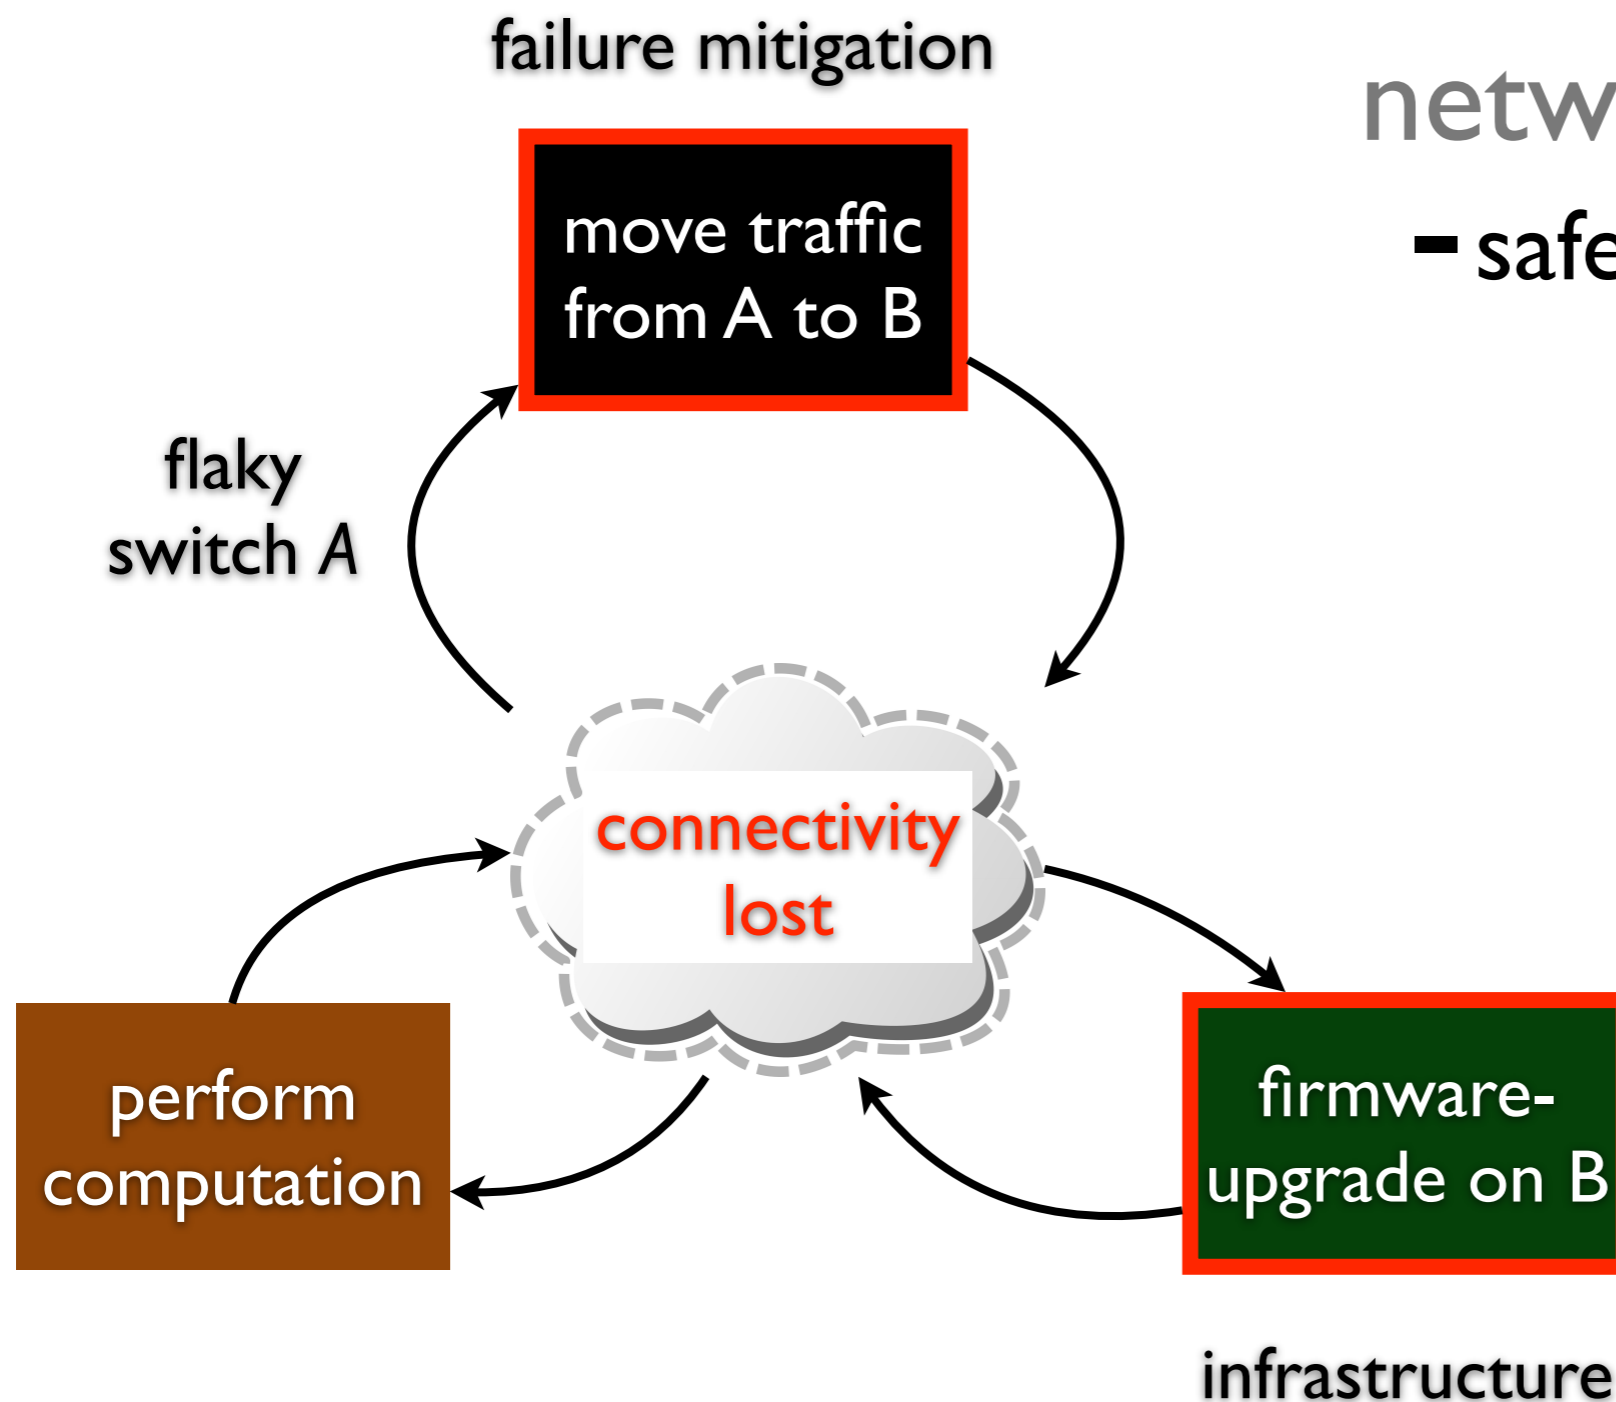 failure mitigation
netw
- safe
move traffic
from A to B
flaky
switch A
connectivity
lost
perform
computation
firmware-
upgrade on B
infrastructure